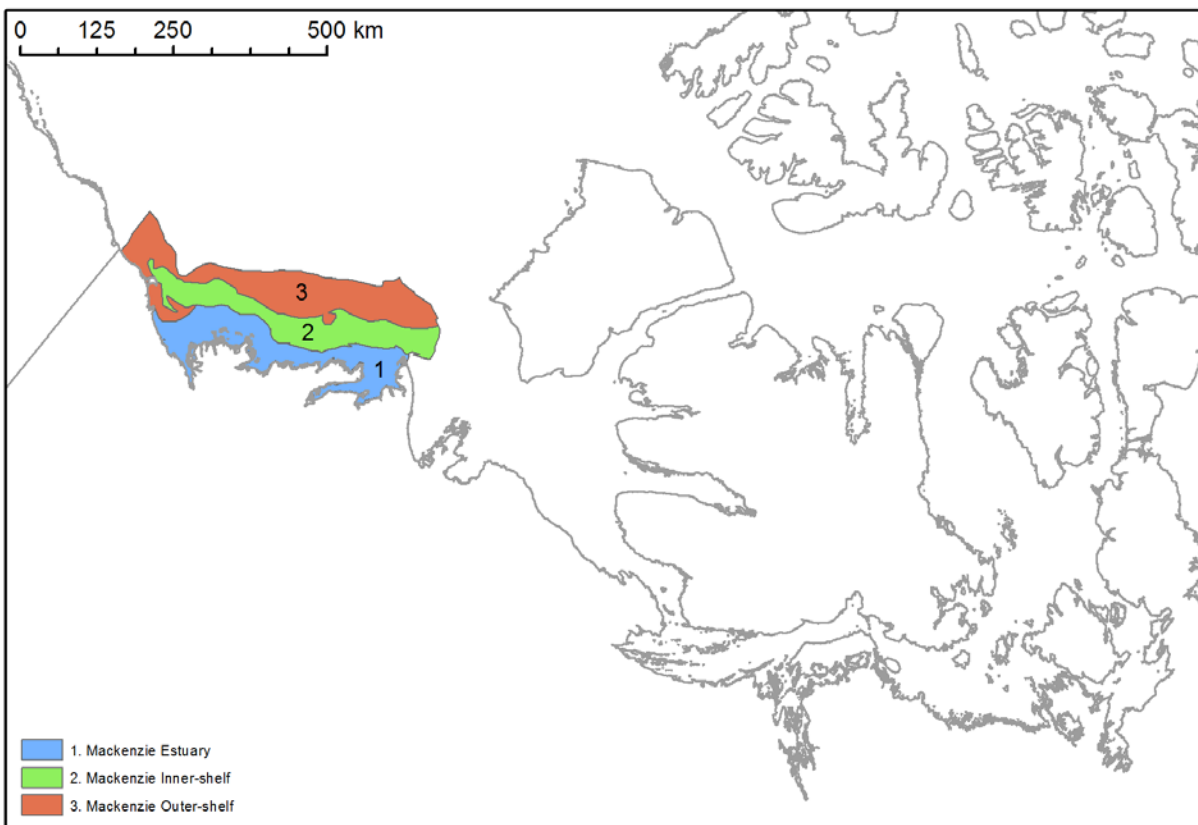 0 125 250 500 km
3
2
1
1. Mackenzie Estuary
2. Mackenzie Inner-shelf
3. Mackenzie Outer-shelf